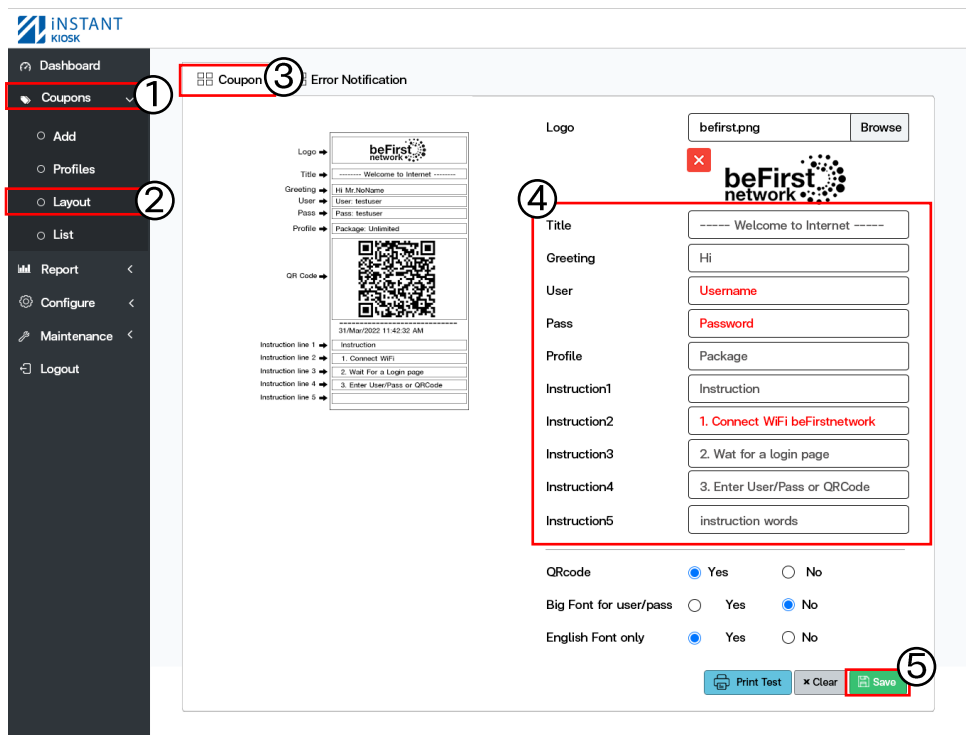 iNSTANT
KIOSK
Dashboard
Coupons
1
Add
Profiles
Layout
2
List
Report
Configure
Maintenance
Logout
Coupon
3
Error Notification
Logo
beFirst
network
Title
-------- Welcome to Internet --------
Greeting
Hi Mr.NoName
User
User: testuser
Pass
Pass: testuser
Profile
Package: Unlimited
QR Code
31/Mar/2022 11:42:32 AM
Instruction line 1
Instruction
Instruction line 2
1. Connect WiFi
Instruction line 3
2. Wait For a Login page
Instruction line 4
3. Enter User/Pass or QRCode
Instruction line 5
Logo
befirst.png
Browse
×
beFirst
network
4
Title
----- Welcome to Internet -----
Greeting
Hi
User
Username
Pass
Password
Profile
Package
Instruction1
Instruction
Instruction2
1. Connect WiFi beFirstnetwork
Instruction3
2. Wat for a login page
Instruction4
3. Enter User/Pass or QRCode
Instruction5
instruction words
QRcode
Yes
No
Big Font for user/pass
Yes
No
English Font only
Yes
No
Print Test
× Clear
Save
5